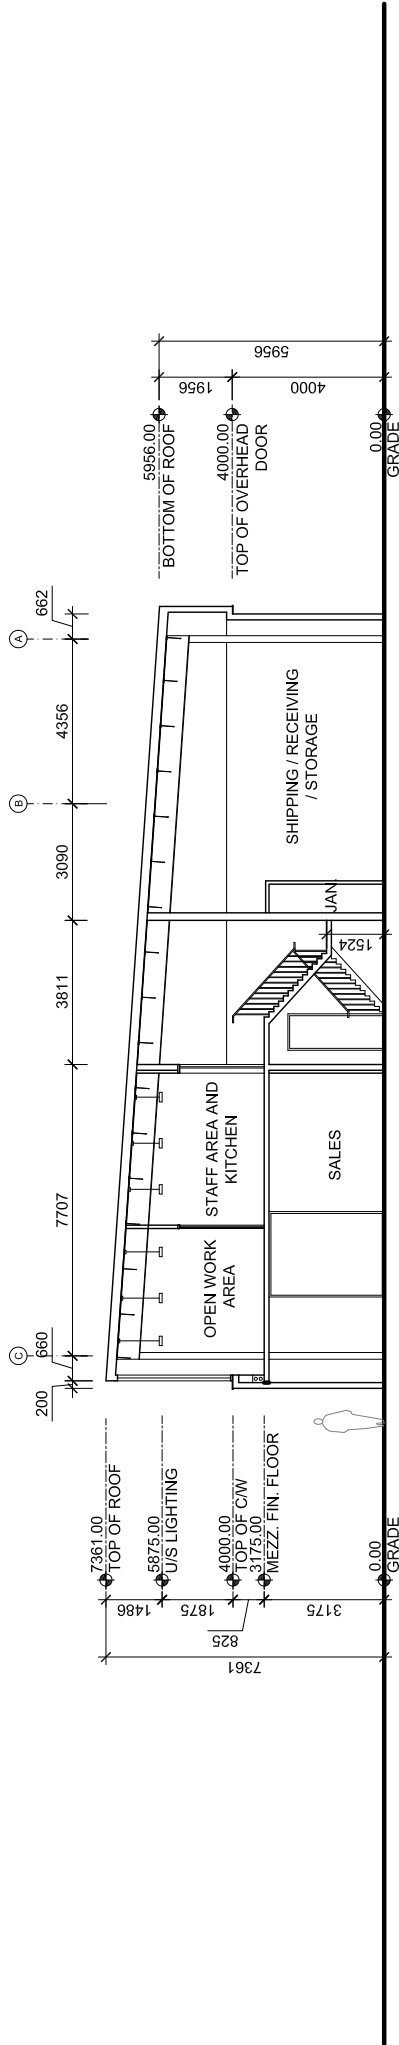 C
B
A
200
660
7707
3811
3090
4356
662
7361.00
TOP OF ROOF
5875.00
U/S LIGHTING
4000.00
TOP OF C/W
3175.00
MEZZ. FIN. FLOOR
0.00
GRADE
7361
1486
1875
825
3175
OPEN WORK
AREA
STAFF AREA AND
KITCHEN
SALES
1524
JAN.
SHIPPING / RECEIVING
/ STORAGE
5956.00
BOTTOM OF ROOF
4000.00
TOP OF OVERHEAD
DOOR
0.00
GRADE
1956
4000
5956